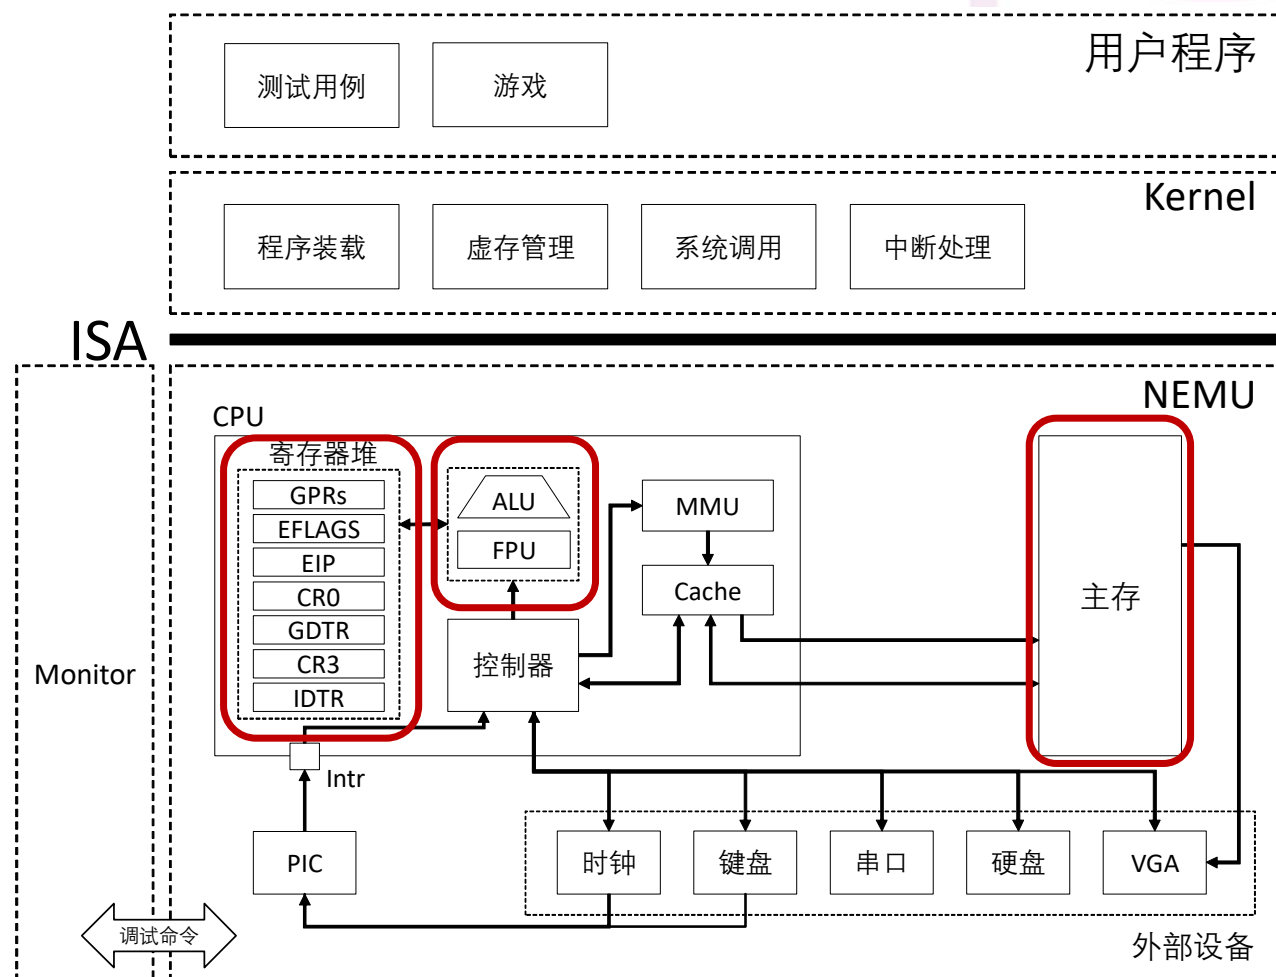 用户程序
测试用例
游戏
Kernel
程序装载
虚存管理
系统调用
中断处理
ISA
NEMU
CPU
寄存器堆
GPRs
EFLAGS
EIP
CR0
GDTR
CR3
IDTR
ALU
FPU
MMU
Cache
控制器
主存
Monitor
Intr
PIC
时钟
键盘
串口
硬盘
VGA
调试命令
外部设备